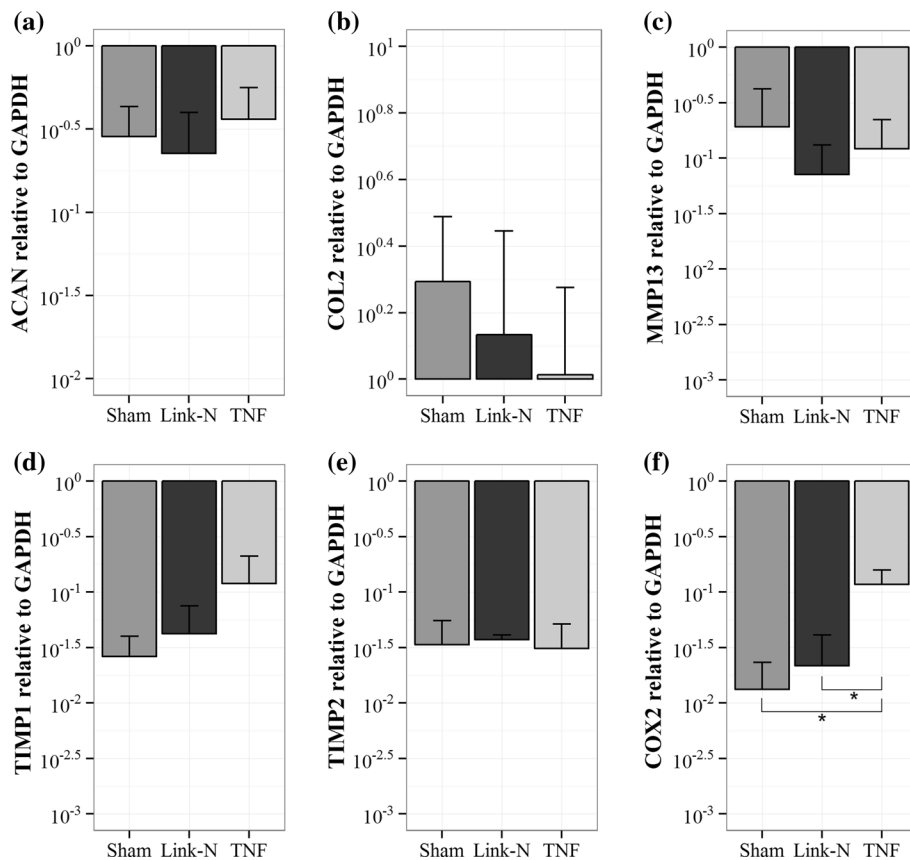 (a)
ACAN relative to GAPDH
10^0
10^-0.5
10^-1
10^-1.5
10^-2
Sham Link-N TNF
(b)
COL2 relative to GAPDH
10^1
10^0.8
10^0.6
10^0.4
10^0.2
10^0
Sham Link-N TNF
(c)
MMP13 relative to GAPDH
10^0
10^-0.5
10^-1
10^-1.5
10^-2
10^-2.5
10^-3
Sham Link-N TNF
(d)
TIMP1 relative to GAPDH
10^0
10^-0.5
10^-1
10^-1.5
10^-2
10^-2.5
10^-3
Sham Link-N TNF
(e)
TIMP2 relative to GAPDH
10^0
10^-0.5
10^-1
10^-1.5
10^-2
10^-2.5
10^-3
Sham Link-N TNF
(f)
COX2 relative to GAPDH
10^0
10^-0.5
10^-1
10^-1.5
10^-2
10^-2.5
10^-3
*
*
Sham Link-N TNF